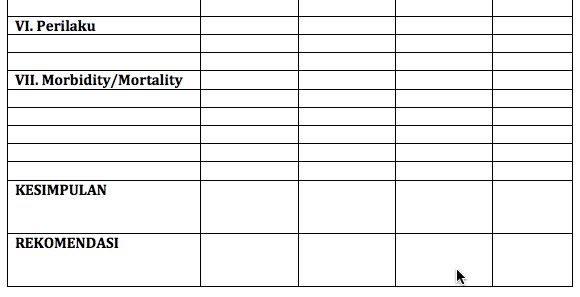 VI. Perilaku
VII. Morbidity/Mortality
KESIMPULAN
REKOMENDASI